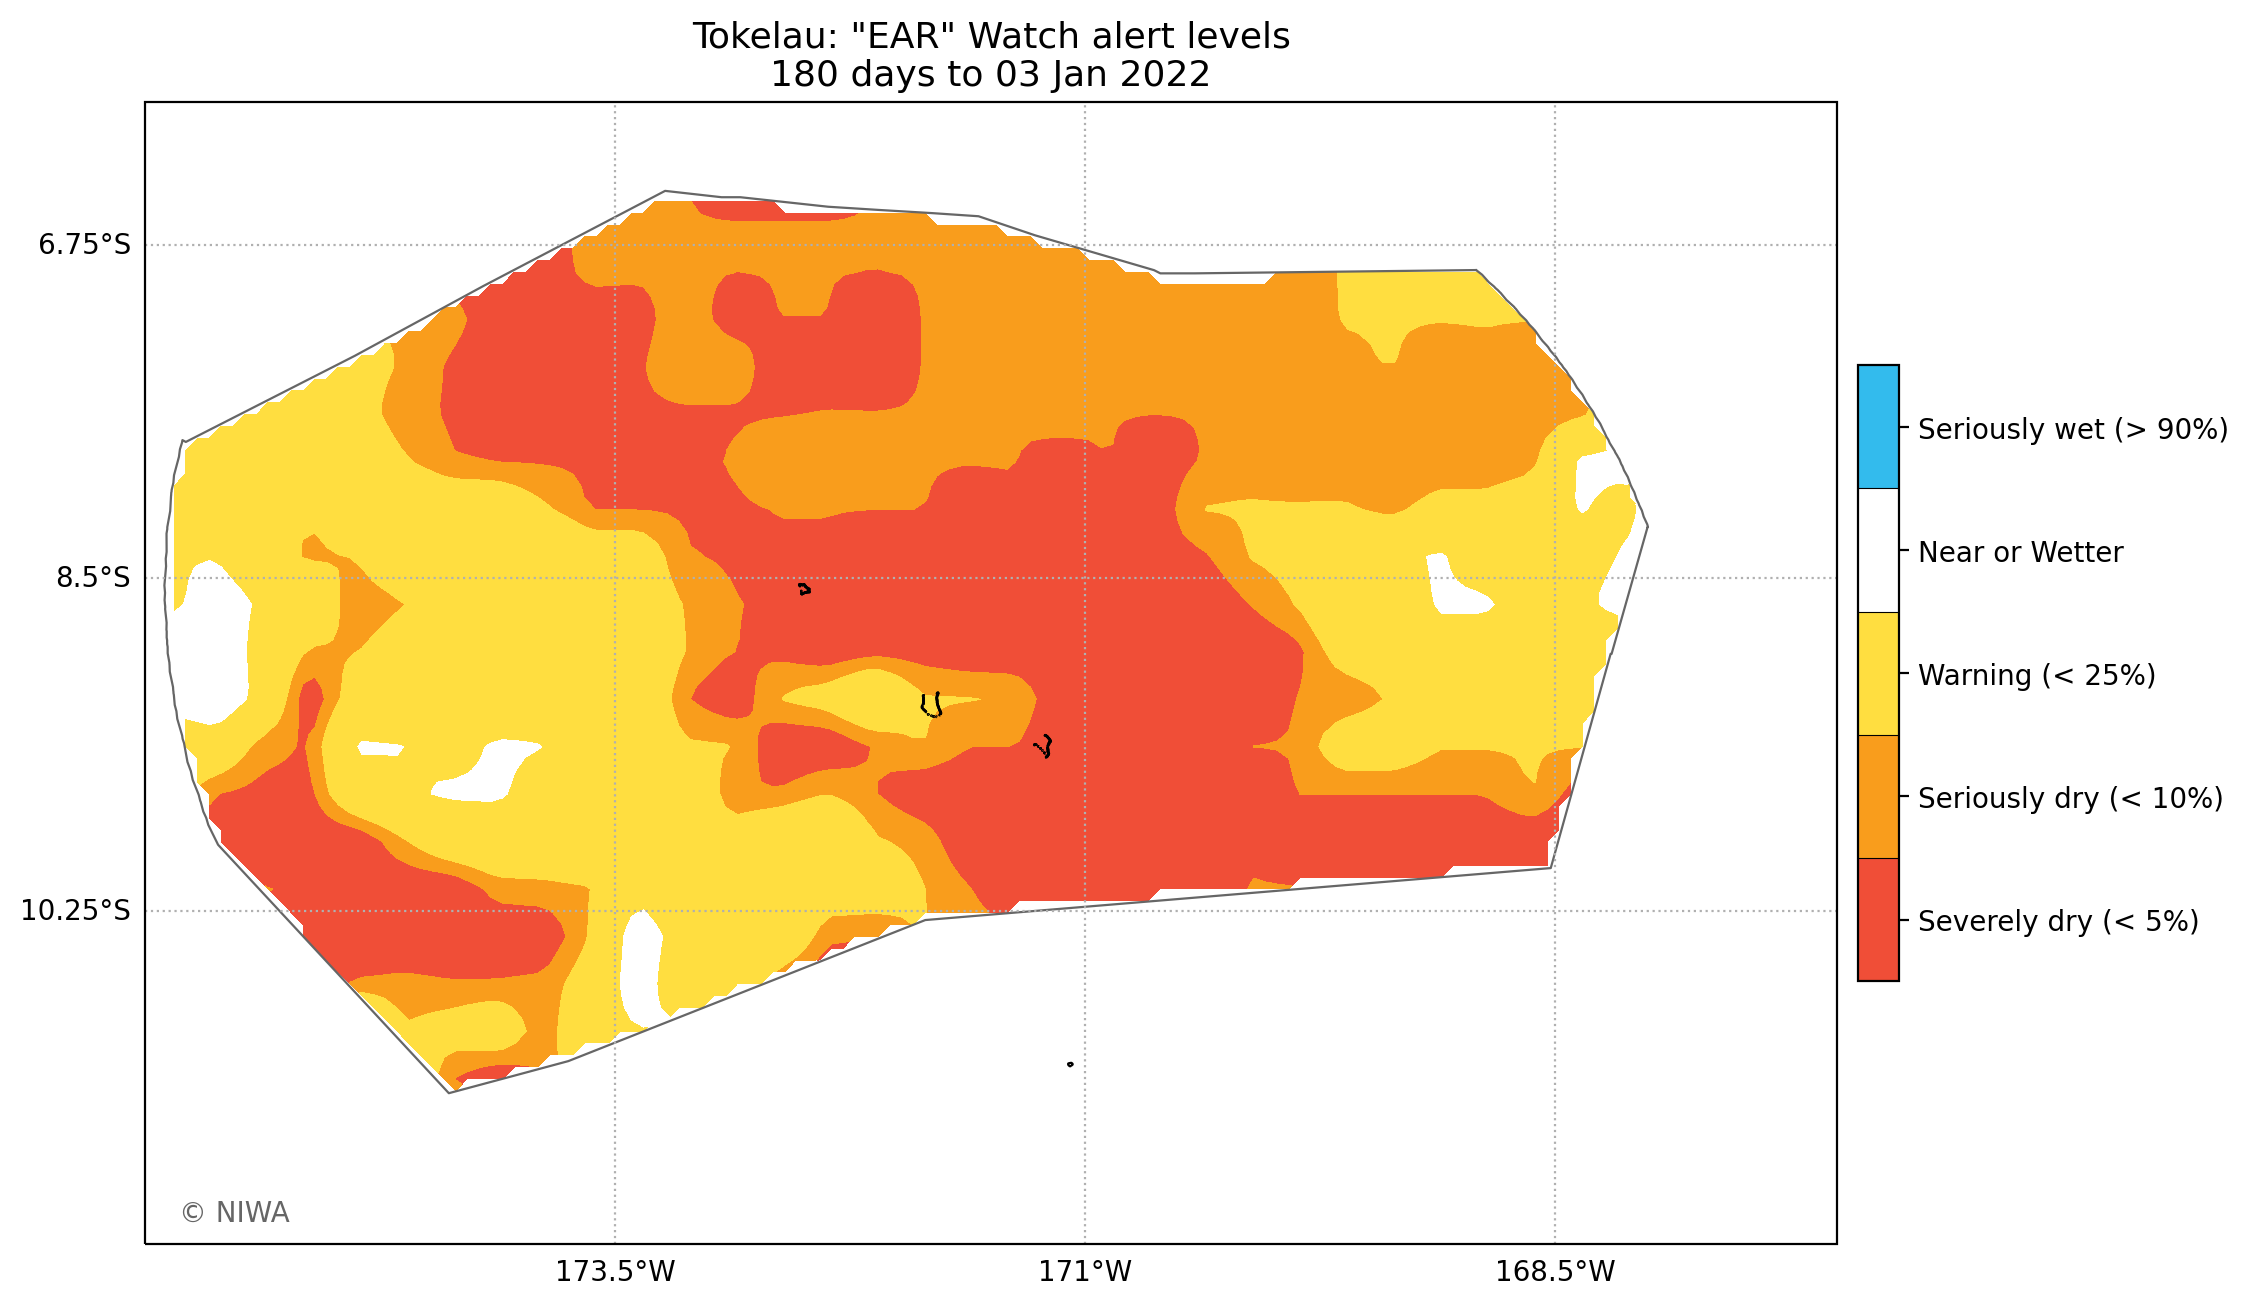 Tokelau: "EAR" Watch alert levels
180 days to 03 Jan 2022
6.75°S
8.5°S
10.25°S
173.5°W
171°W
168.5°W
Seriously wet (> 90%)
Near or Wetter
Warning (< 25%)
Seriously dry (< 10%)
Severely dry (< 5%)
© NIWA